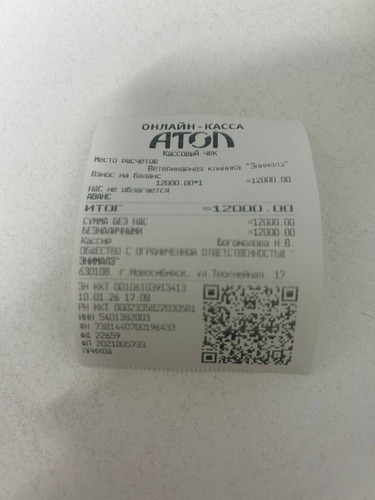 ОНЛАЙН-КАССА
АТОЛ
Кассовый чек
Место расчетов
Ветеринарная клиника "Энималз"
Взнос на баланс
12000.00*1 =12000.00
НДС не облагается
АВАНС
ИТОГ =12000.00
СУММА БЕЗ НДС =12000.00
БЕЗНАЛИЧНЫМИ =12000.00
Кассир Богомолова Н В.
ОБЩЕСТВО С ОГРАНИЧЕННОЙ ОТВЕТСТВЕННОСТЬЮ "
ЭНИМАЛЗ"
630108 г.Новосибирск. ул.Троллейная 17
ЗН ККТ 00106103913413
10.01.26 17:08
РН ККТ 0002335822030581
ИНН 5401382003
ФН 7381440700196433
ФД 22659
ФП 2021805733
ПРИХОД